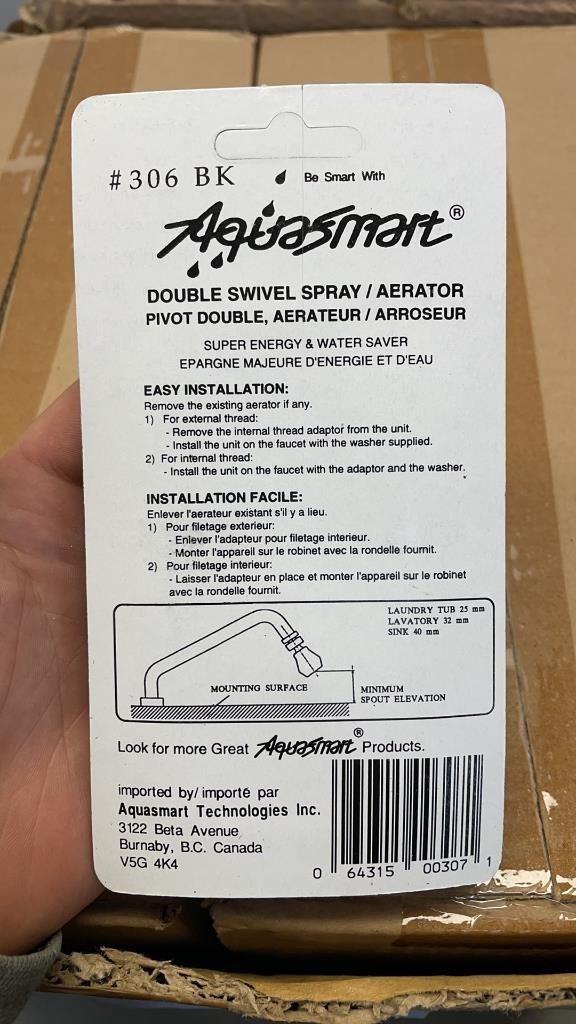 #306 BK
Be Smart With
Aquasmart®
DOUBLE SWIVEL SPRAY / AERATOR
PIVOT DOUBLE, AERATEUR / ARROSEUR
SUPER ENERGY & WATER SAVER
EPARGNE MAJEURE D'ENERGIE ET D'EAU
EASY INSTALLATION:
Remove the existing aerator if any.
1) For external thread:
- Remove the internal thread adaptor from the unit.
- Install the unit on the faucet with the washer supplied.
2) For internal thread:
- Install the unit on the faucet with the adaptor and the washer.
INSTALLATION FACILE:
Enlever l'aerateur existant s'il y a lieu.
1) Pour filetage exterieur:
- Enlever l'adapteur pour filetage interieur.
- Monter l'appareil sur le robinet avec la rondelle fournit.
2) Pour filetage interieur:
- Laisser l'adapteur en place et monter l'appareil sur le robinet
avec la rondelle fournit.
LAUNDRY TUB 25 mm
LAVATORY 32 mm
SINK 40 mm
MOUNTING SURFACE
MINIMUM
SPOUT ELEVATION
Look for more Great Aquasmart® Products.
imported by/ importé par
Aquasmart Technologies Inc.
3122 Beta Avenue
Burnaby, B.C. Canada
V5G 4K4
0 64315 00307 1